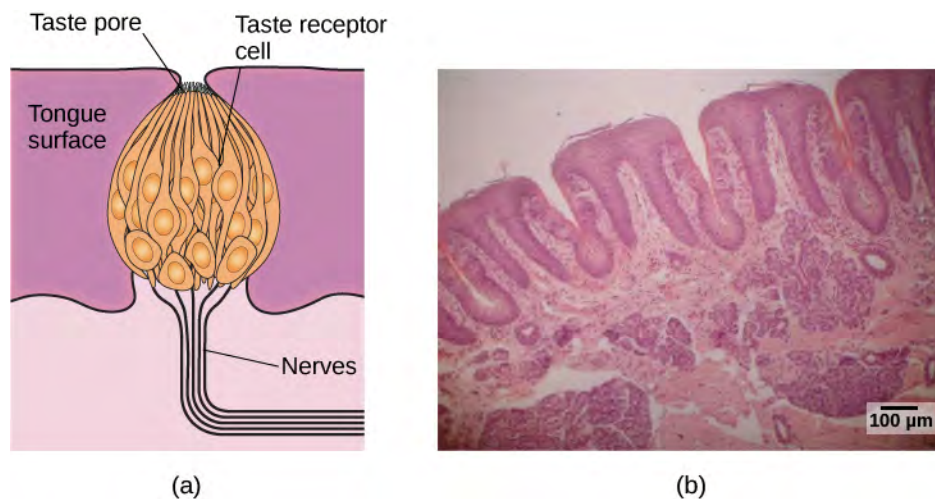 Taste pore
Taste receptor
cell
Tongue
surface
Nerves
100 µm
(a)
(b)